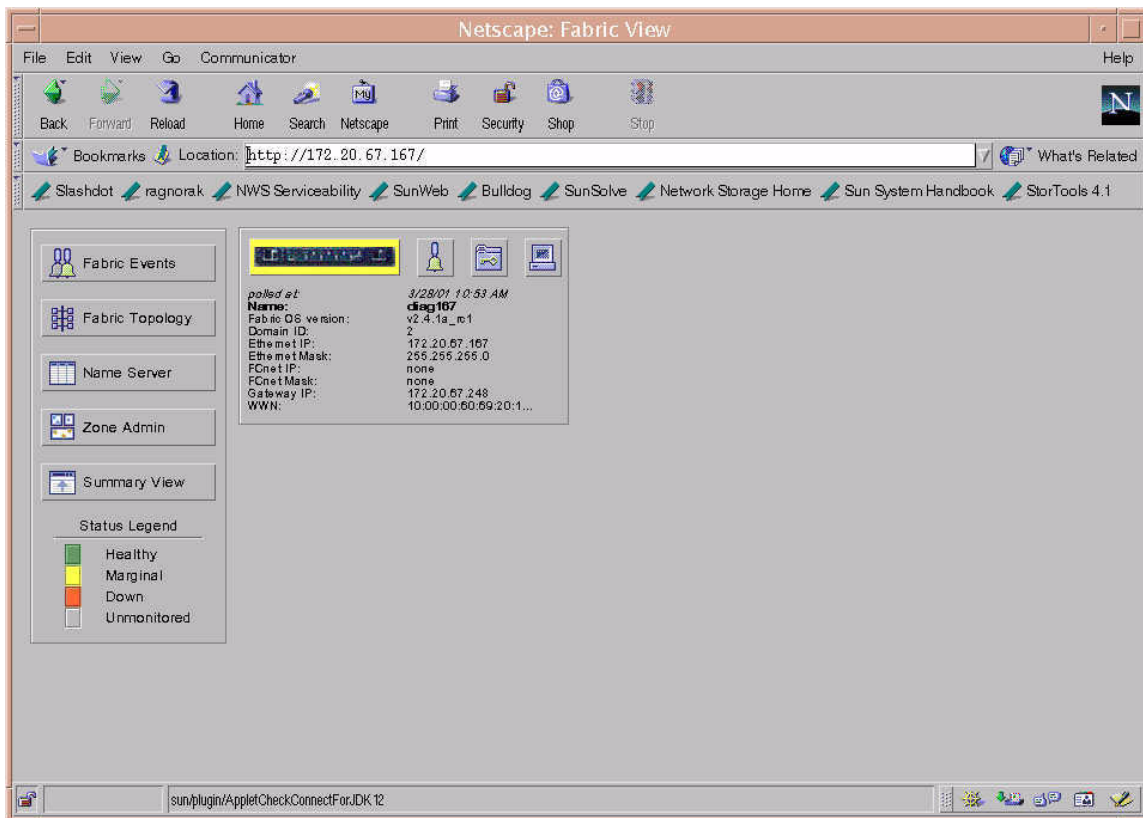 Netscape: Fabric View
File Edit View Go Communicator Help
Back Forward Reload Home Search Netscape Print Security Shop Stop
My
N
Bookmarks Location: http://172.20.67.167/ What's Related
Slashdot ragnorak NWS Serviceability SunWeb Bulldog SunSolve Network Storage Home Sun System Handbook StorTools 4.1
Fabric Events
Fabric Topology
Name Server
Zone Admin
Summary View
Status Legend
Healthy
Marginal
Down
Unmonitored
polled at: 3/28/01 10:53 AM
Name: diag167
Fabric OS version: v2.4.1a_rc1
Domain ID: 2
Ethernet IP: 172.20.67.167
Ethernet Mask: 255.255.255.0
FCnet IP: none
FCnet Mask: none
Gateway IP: 172.20.67.248
WWN: 10:00:00:60:69:20:1...
sun/plugin/AppletCheckConnectForJDK12